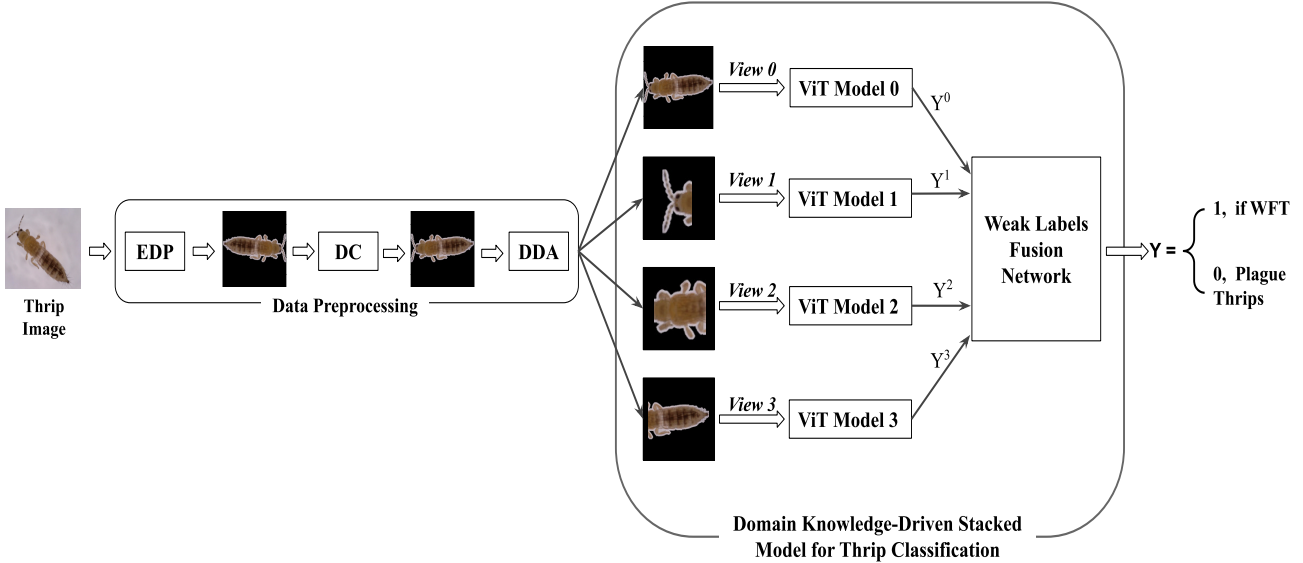 Thrip
Image
EDP
DC
DDA
Data Preprocessing
View 0
ViT Model 0
Y⁰
View 1
ViT Model 1
Y¹
View 2
ViT Model 2
Y²
View 3
ViT Model 3
Y³
Weak Labels
Fusion
Network
Y =
1, if WFT
0, Plague
Thrips
Domain Knowledge-Driven Stacked
Model for Thrip Classification